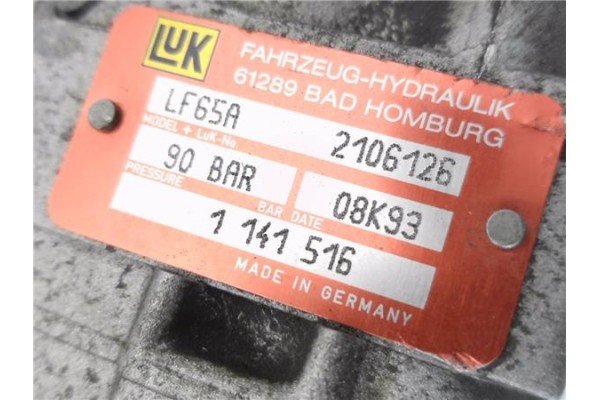 LUK
FAHRZEUG-HYDRAULIK
61289 BAD HOMBURG
LF65A 2106126
MODEL + LuK-No.
90 BAR 08K93
PRESSURE BAR DATE
1 141 516
MADE IN GERMANY